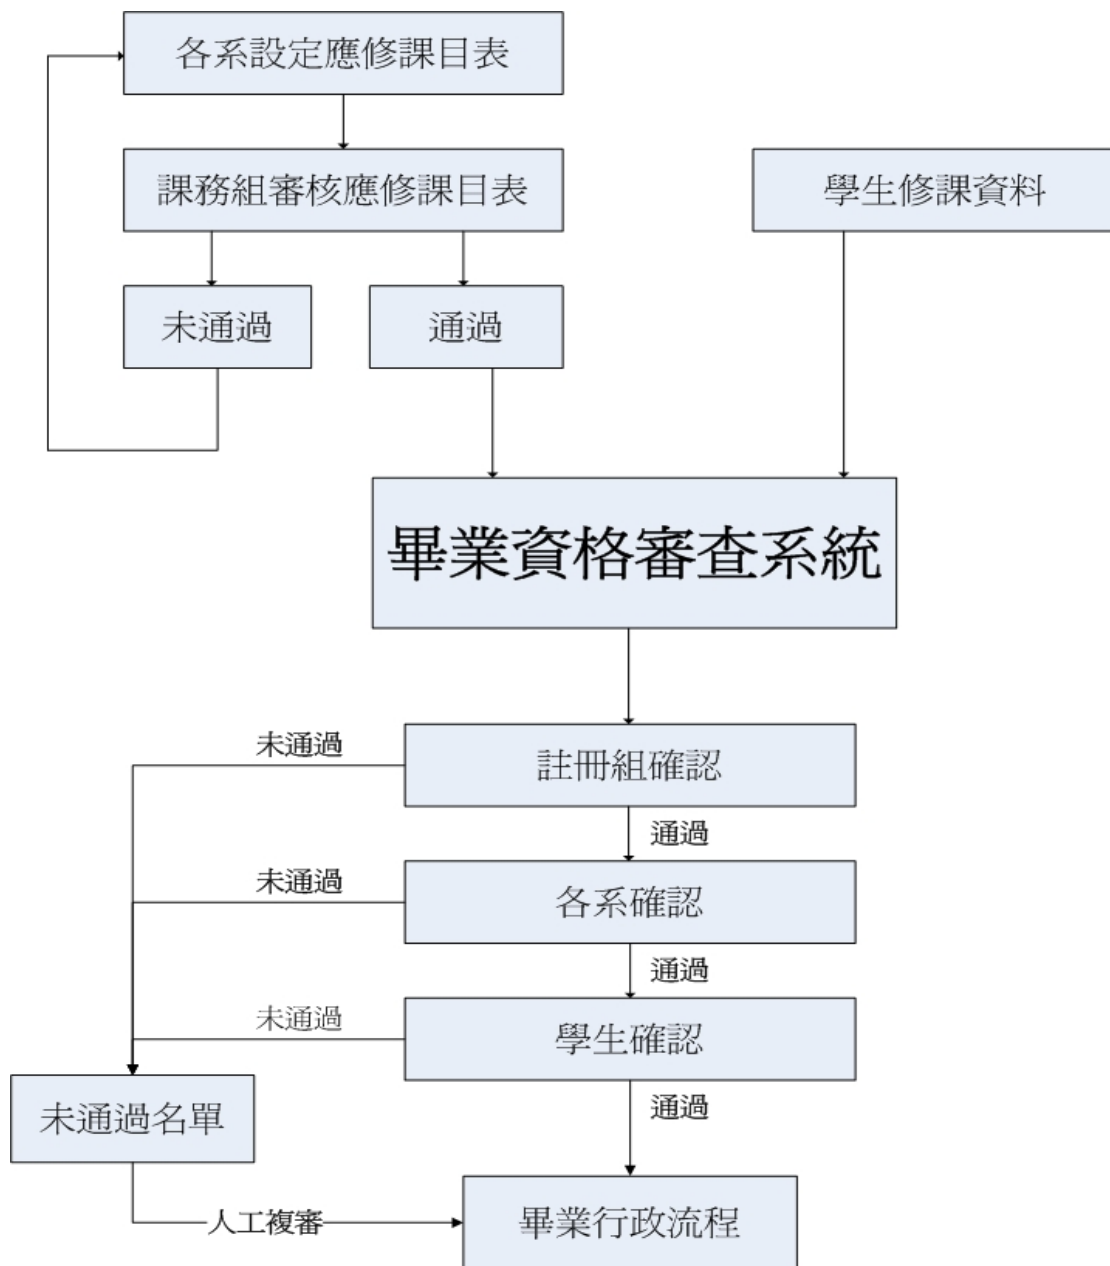 各系設定應修課目表
課務組審核應修課目表
學生修課資料
未通過
通過
畢業資格審查系統
未通過
註冊組確認
通過
未通過
各系確認
通過
未通過
學生確認
通過
未通過名單
人工複審
畢業行政流程